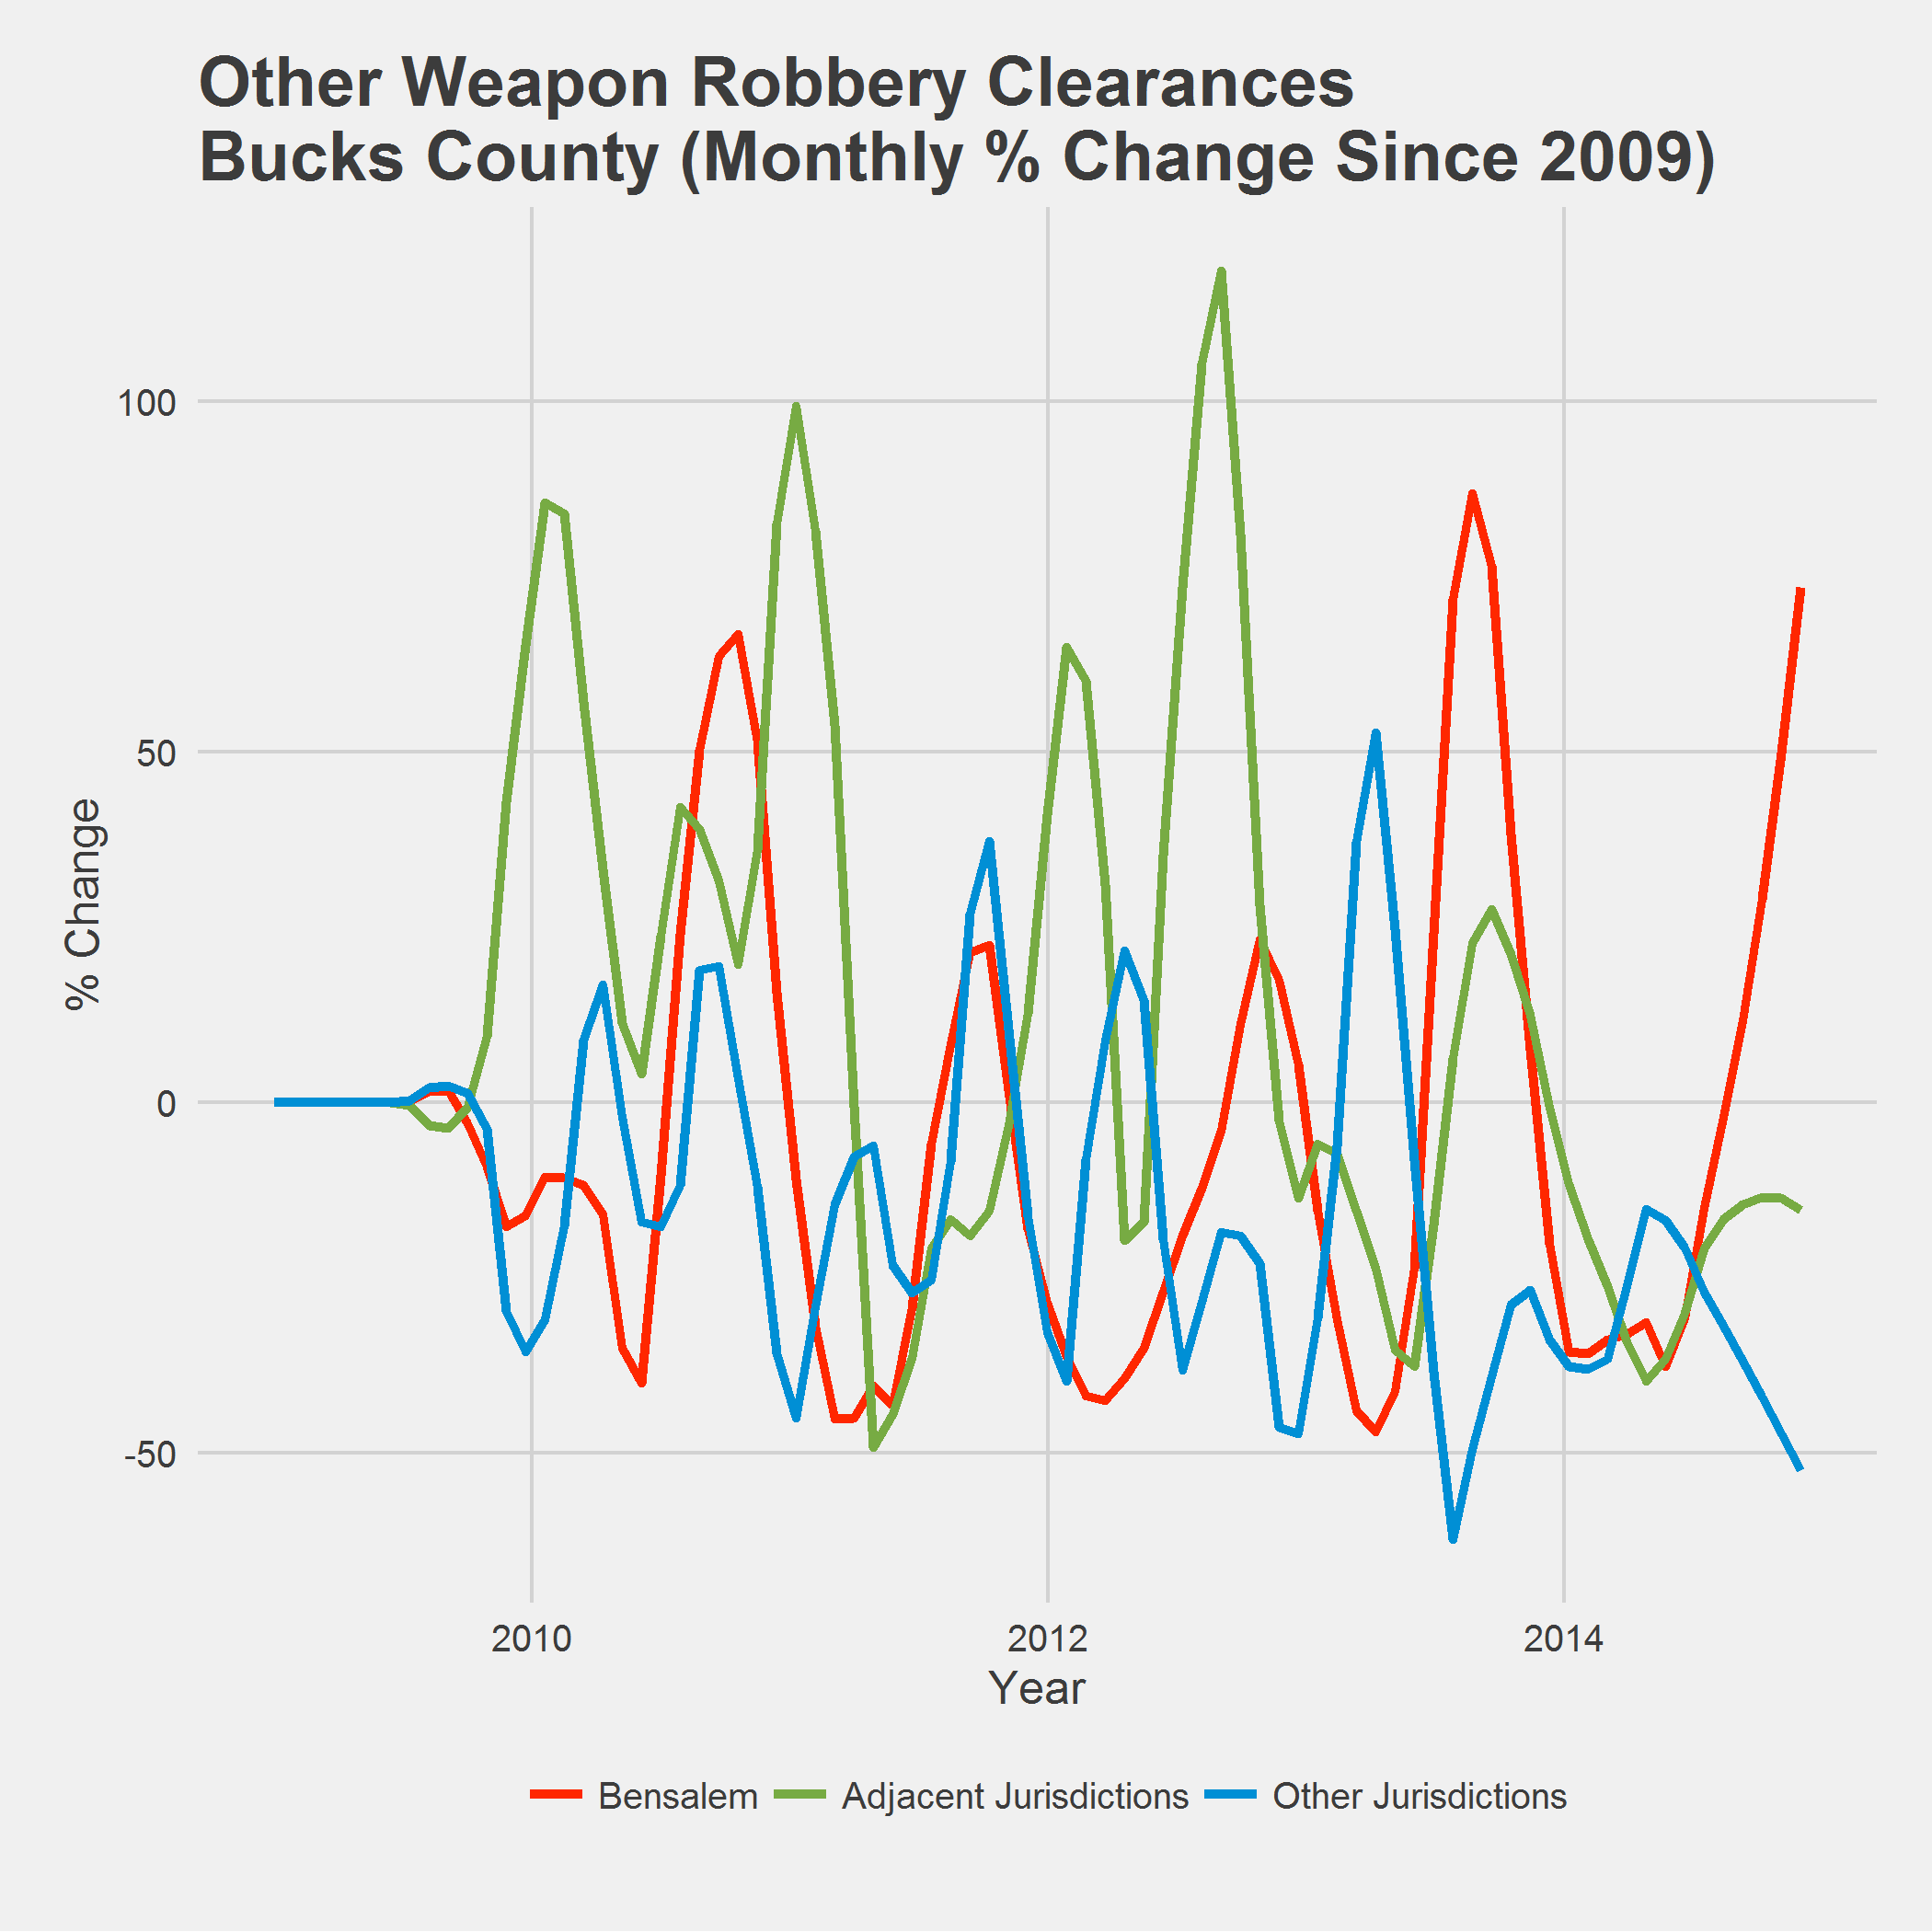 Other Weapon Robbery Clearances
Bucks County (Monthly % Change Since 2009)
100
50
0
-50
% Change
2010 2012 2014
Year
Bensalem Adjacent Jurisdictions Other Jurisdictions